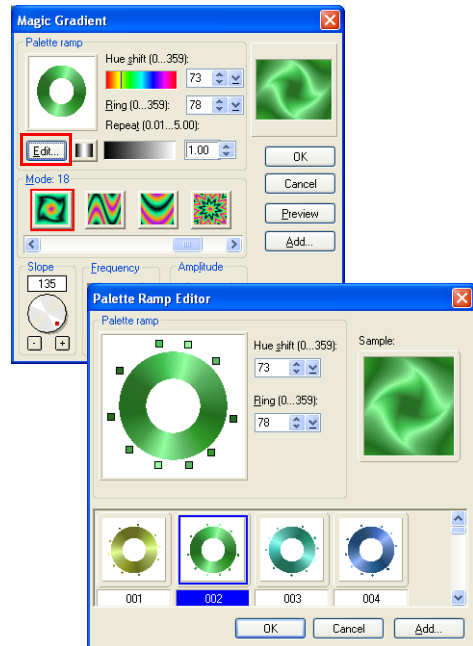 Magic Gradient
Palette ramp
Hue shift (0...359):
73
Ring (0...359):
78
Repeat (0.01...5.00):
Edit...
1.00
OK
Cancel
Preview
Add...
Mode: 18
Slope
Frequency
Amplitude
135
- +
Palette Ramp Editor
Palette ramp
Hue shift (0...359):
73
Ring (0...359):
78
Sample:
001 002 003 004
OK Cancel Add...